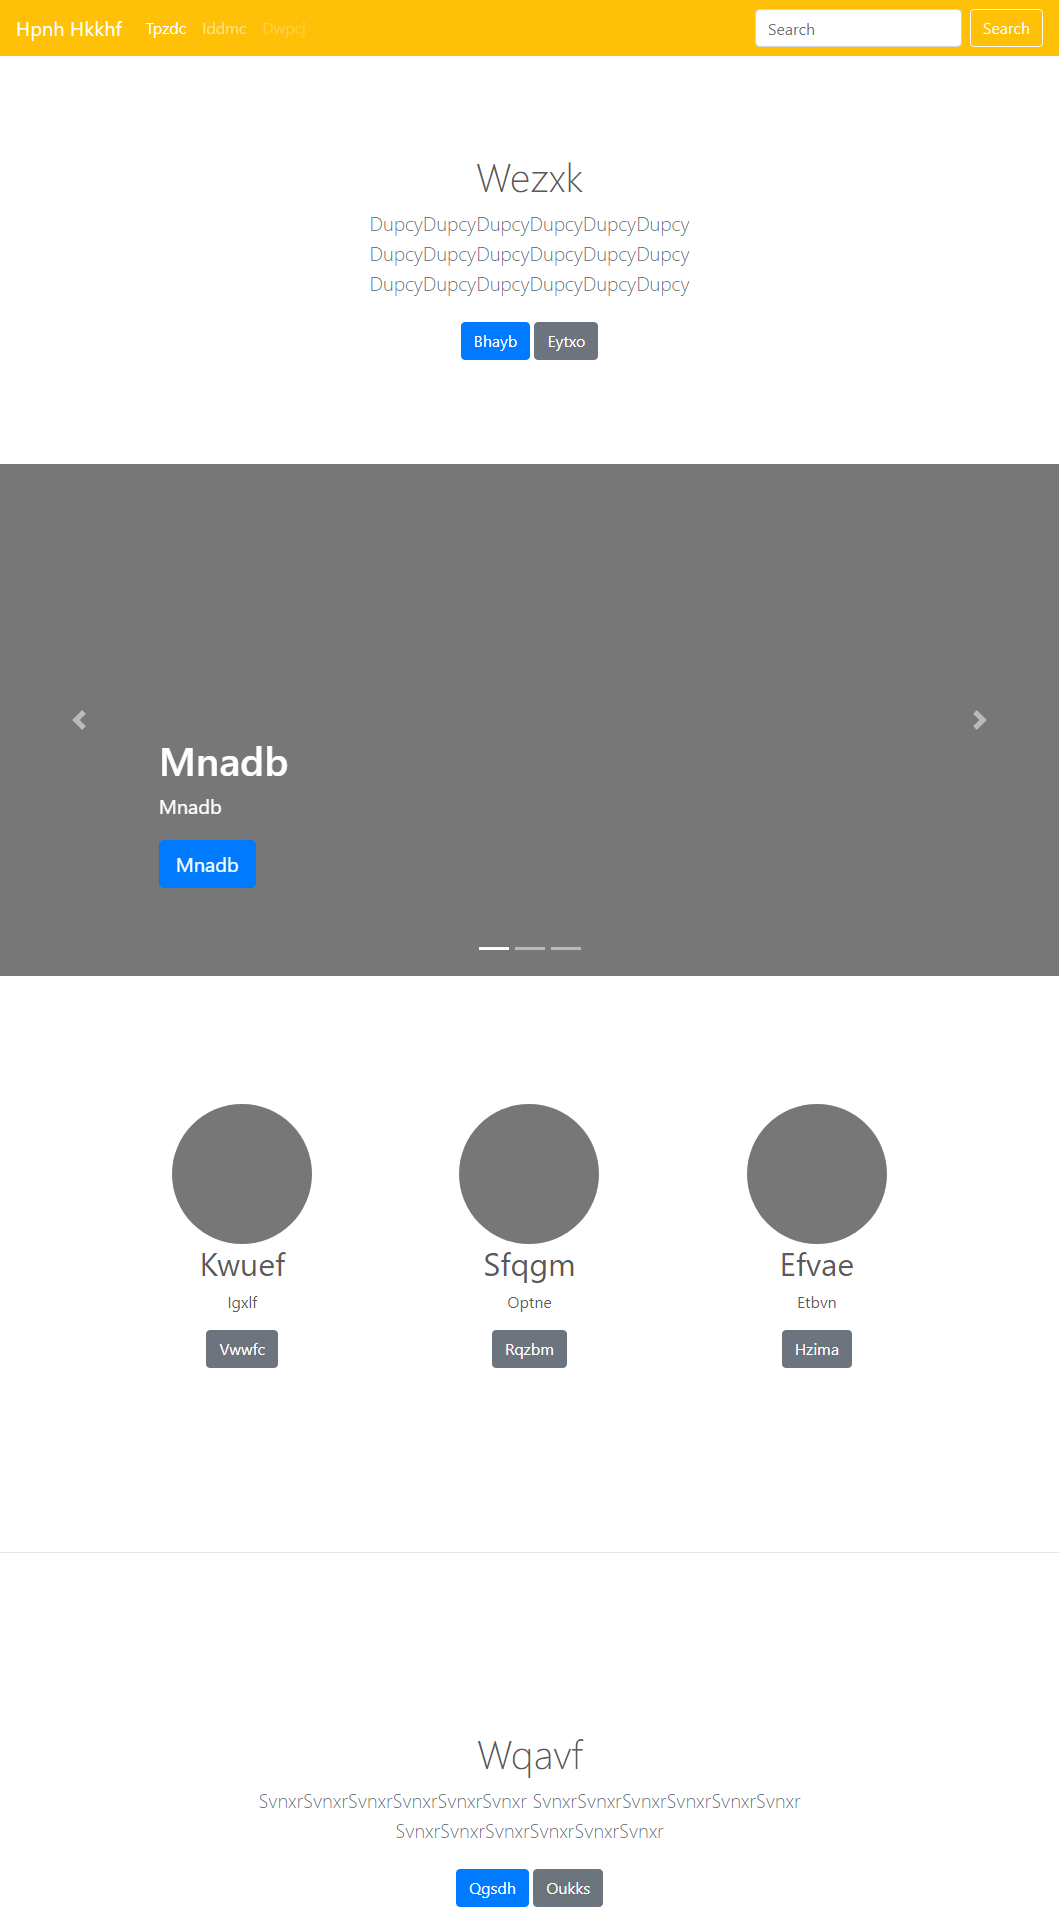 Hpnh Hkkhf Tpzdc Iddmc Dwpcj Search Search
Wezxk
DupcyDupcyDupcyDupcyDupcyDupcy
DupcyDupcyDupcyDupcyDupcyDupcy
DupcyDupcyDupcyDupcyDupcyDupcy
Bhayb Eytxo
Mnadb
Mnadb
Mnadb
Kwuef Sfqgm Efvae
Igxlf Optne Etbvn
Vwwfc Rqzbm Hzima
Wqavf
SvnxrSvnxrSvnxrSvnxrSvnxrSvnxr SvnxrSvnxrSvnxrSvnxrSvnxrSvnxr
SvnxrSvnxrSvnxrSvnxrSvnxrSvnxr
Qgsdh Oukks